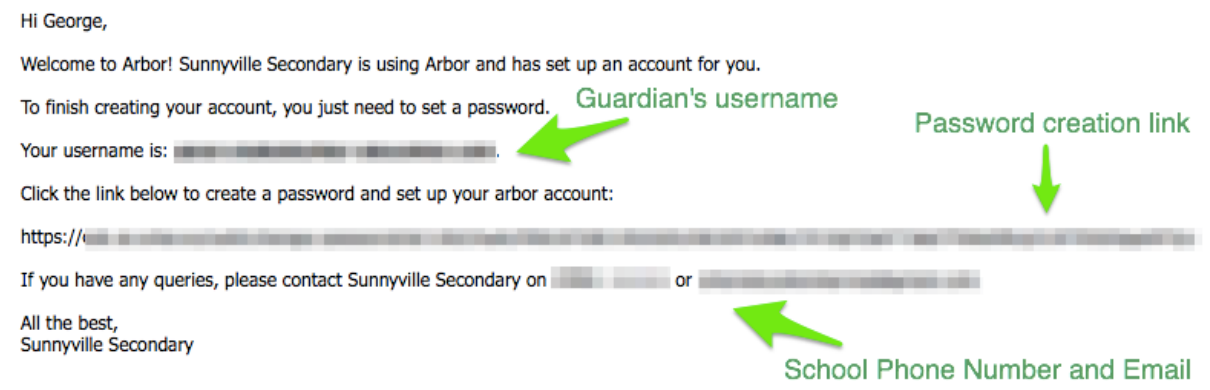 Hi George,
Welcome to Arbor! Sunnyville Secondary is using Arbor and has set up an account for you.
To finish creating your account, you just need to set a password.
Guardian's username
Password creation link
Your username is: .
Click the link below to create a password and set up your arbor account:
https://
If you have any queries, please contact Sunnyville Secondary on or
All the best,
Sunnyville Secondary
School Phone Number and Email